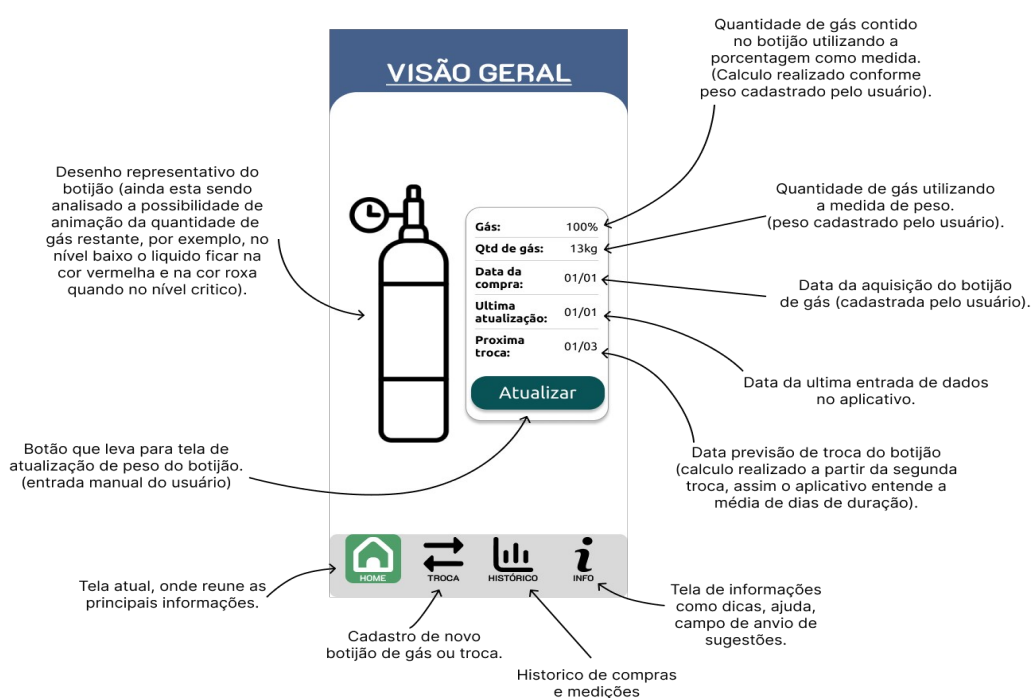 Quantidade de gás contido
no botijão utilizando a
porcentagem como medida.
(Calculo realizado conforme
peso cadastrado pelo usuário).
VISÃO GERAL
Desenho representativo do
botijão (ainda esta sendo
analisado a possibilidade de
animação da quantidade de
gás restante, por exemplo, no
nível baixo o liquido ficar na
cor vermelha e na cor roxa
quando no nível critico).
Quantidade de gás utilizando
a medida de peso.
(peso cadastrado pelo usuário).
Gás: 100%
Qtd de gás: 13kg
Data da
compra: 01/01
Ultima
atualização: 01/01
Proxima
troca: 01/03
Atualizar
Data da aquisição do botijão
de gás (cadastrada pelo usuário).
Data da ultima entrada de dados
no aplicativo.
Botão que leva para tela de
atualização de peso do botijão.
(entrada manual do usuário)
Data previsão de troca do botijão
(calculo realizado a partir da segunda
troca, assim o aplicativo entende a
média de dias de duração).
HOME
TROCA
HISTÓRICO
INFO
Tela atual, onde reune as
principais informações.
Cadastro de novo
botijão de gás ou troca.
Historico de compras
e medições
Tela de informações
como dicas, ajuda,
campo de anvio de
sugestões.